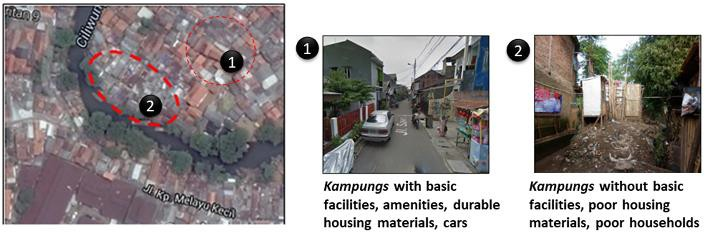 Ciliwun
1
2
Jl. Kp. Melayu Kecil
1
Kampungs with basic
facilities, amenities, durable
housing materials, cars
2
Kampungs without basic
facilities, poor housing
materials, poor households